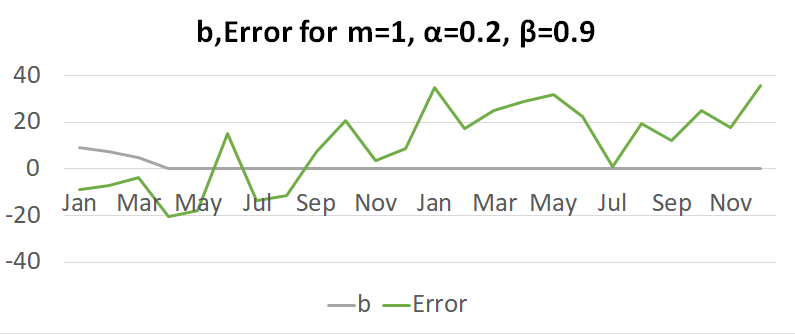 b,Error for m=1, α=0.2, β=0.9
40
20
0
-20
-40
Jan Mar May Jul Sep Nov Jan Mar May Jul Sep Nov
b Error